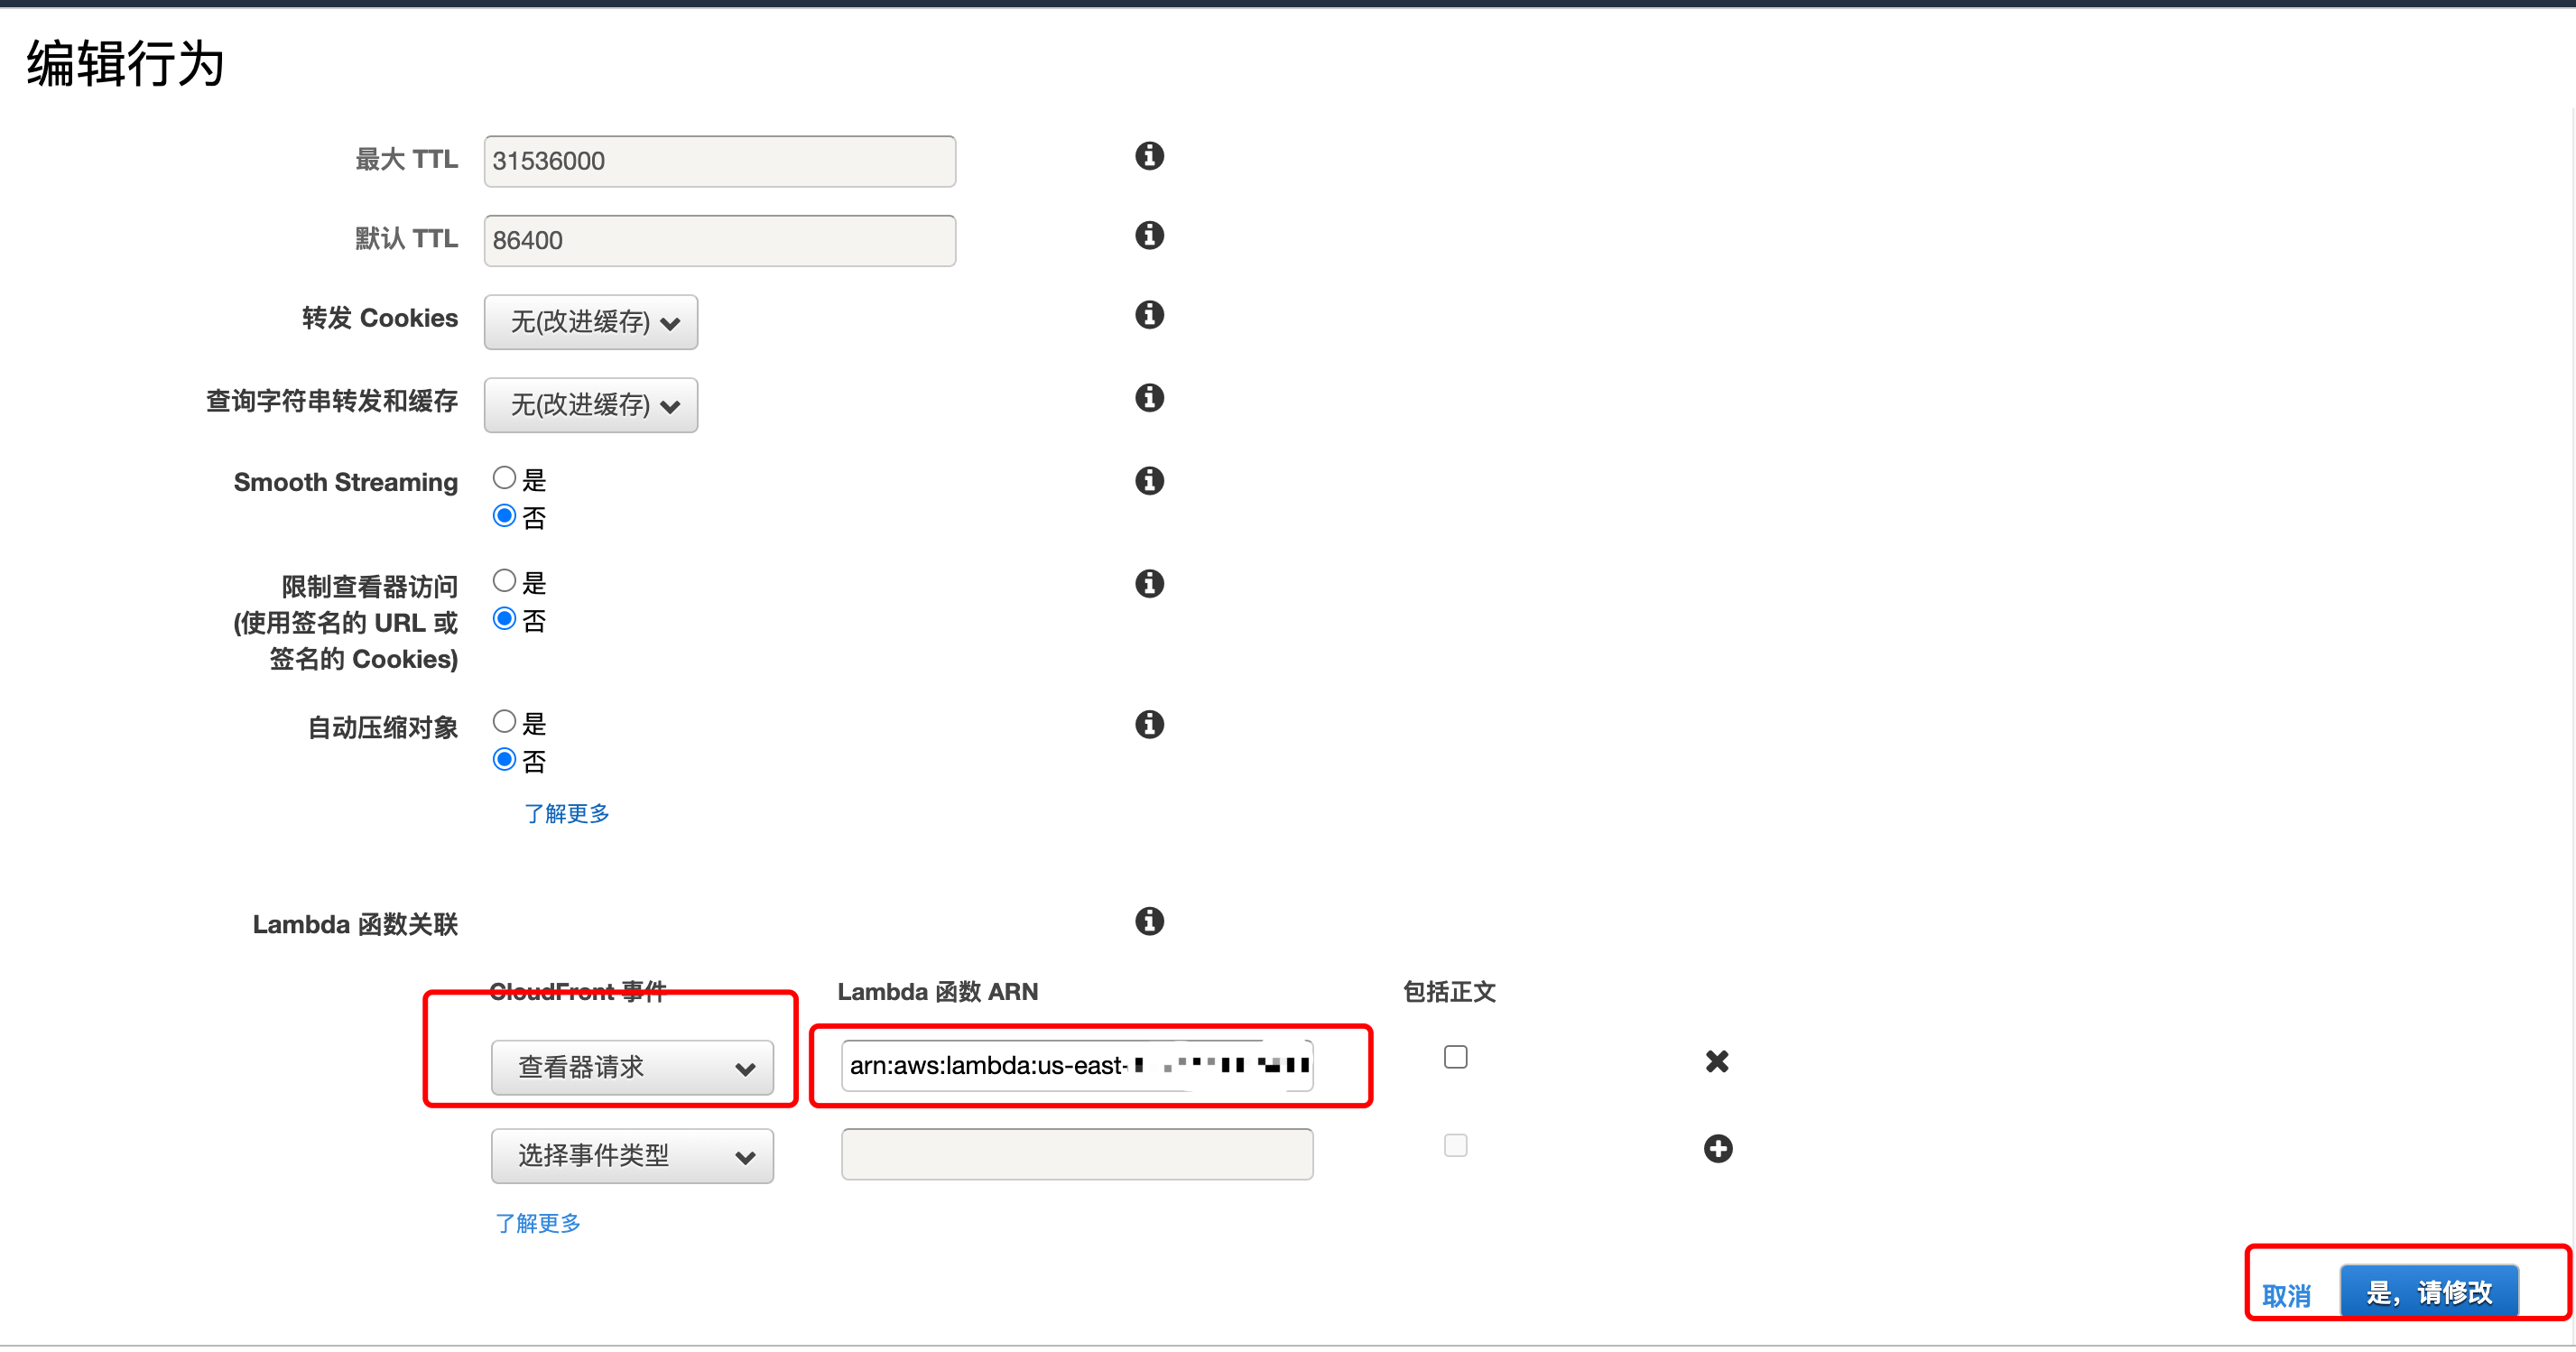 编辑行为
最大 TTL
31536000
默认 TTL
86400
转发 Cookies
无(改进缓存)
查询字符串转发和缓存
无(改进缓存)
Smooth Streaming
是
否
限制查看器访问
(使用签名的 URL 或
签名的 Cookies)
是
否
自动压缩对象
是
否
了解更多
Lambda 函数关联
CloudFront 事件 Lambda 函数 ARN 包括正文
查看器请求 arn:aws:lambda:us-east-
选择事件类型
了解更多
取消 是，请修改